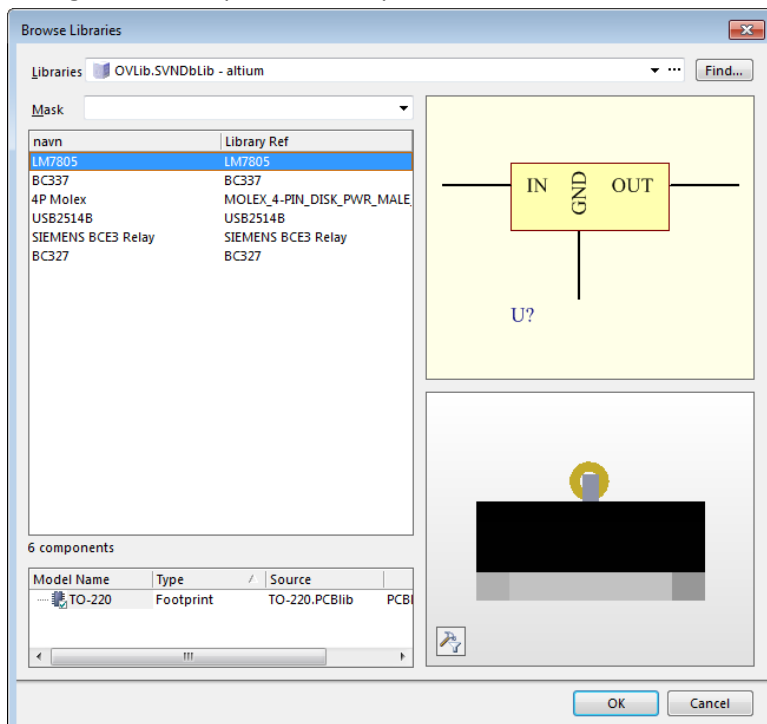 Browse Libraries
Libraries OVLib.SVNDbLib - altium ... Find...
Mask
navn Library Ref
LM7805 LM7805
BC337 BC337
4P Molex MOLEX_4-PIN_DISK_PWR_MALE_
USB2514B USB2514B
SIEMENS BCE3 Relay SIEMENS BCE3 Relay
BC327 BC327
IN GND OUT
U?
6 components
Model Name Type Source
TO-220 Footprint TO-220.PCBlib PCBl
OK Cancel